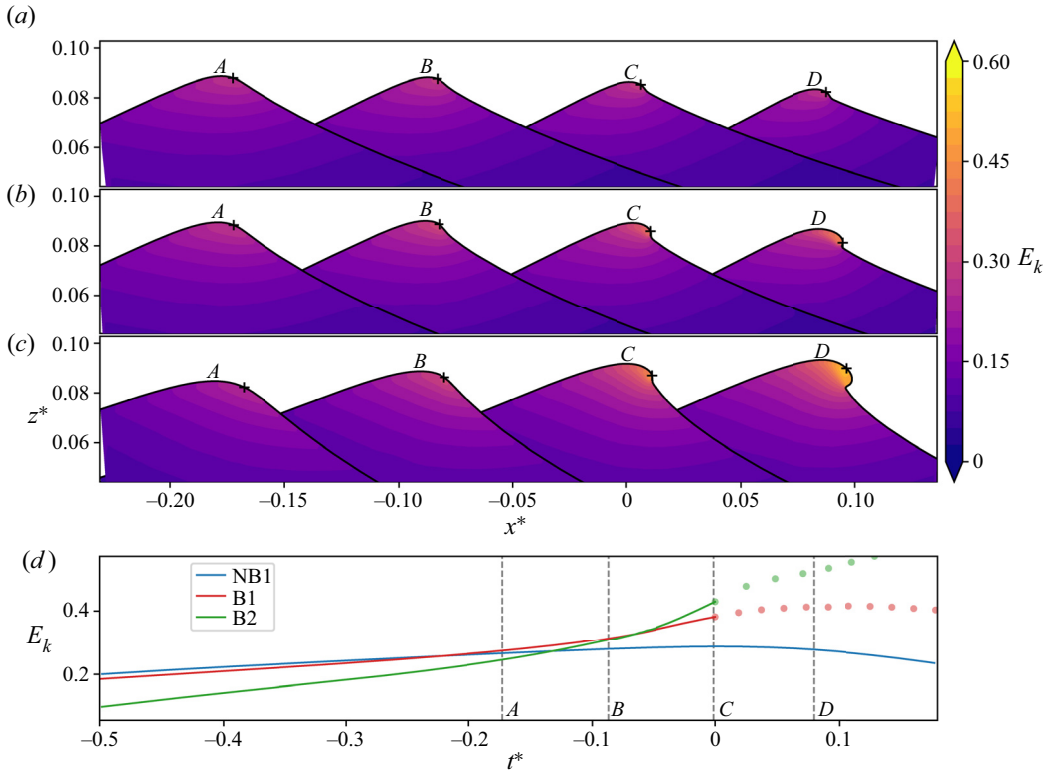 (a)
0.10
0.08
0.06
A B C D
0.60
0.45
0.30 E_k
0.15
0
(b)
0.10
0.08
0.06
A B C D
(c)
0.10
0.08
0.06
z*
A B C D
−0.20 −0.15 −0.10 −0.05 0 0.05 0.10
x*
(d)
NB1
B1
B2
0.4
0.2
E_k
A B C D
−0.5 −0.4 −0.3 −0.2 −0.1 0 0.1
t*